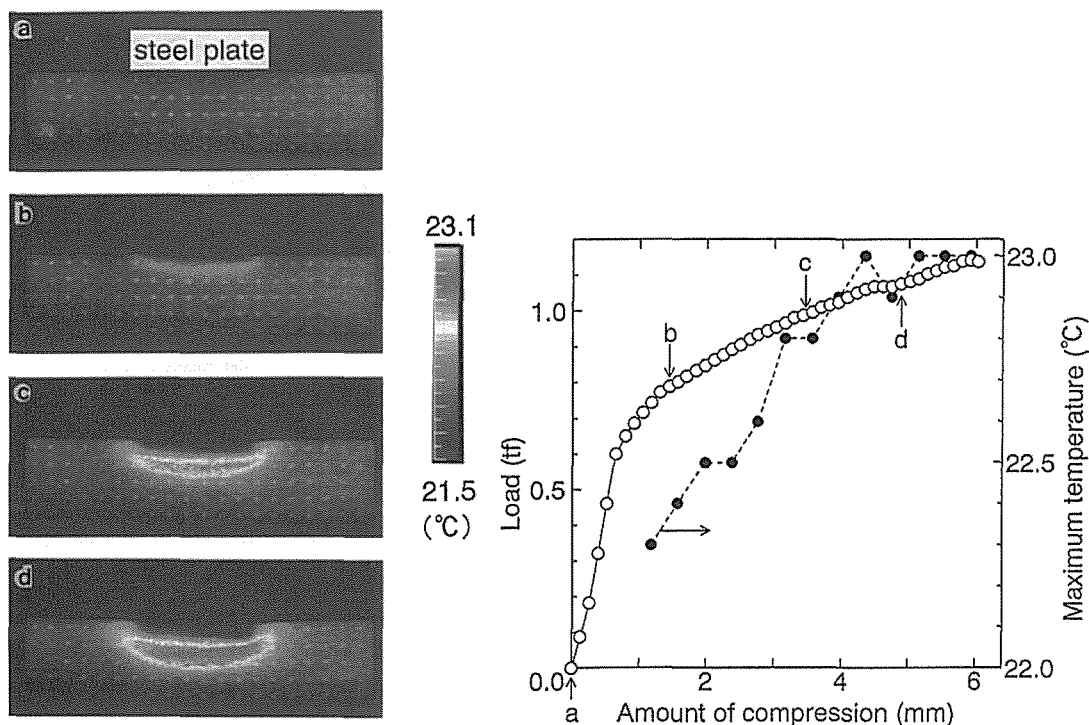 a
steel plate
b
c
d
23.1
21.5
(°C)
Load (tf)
1.0
0.5
0.0
b
c
d
23.0
22.5
22.0
Maximum temperature (°C)
2
4
6
a
Amount of compression (mm)